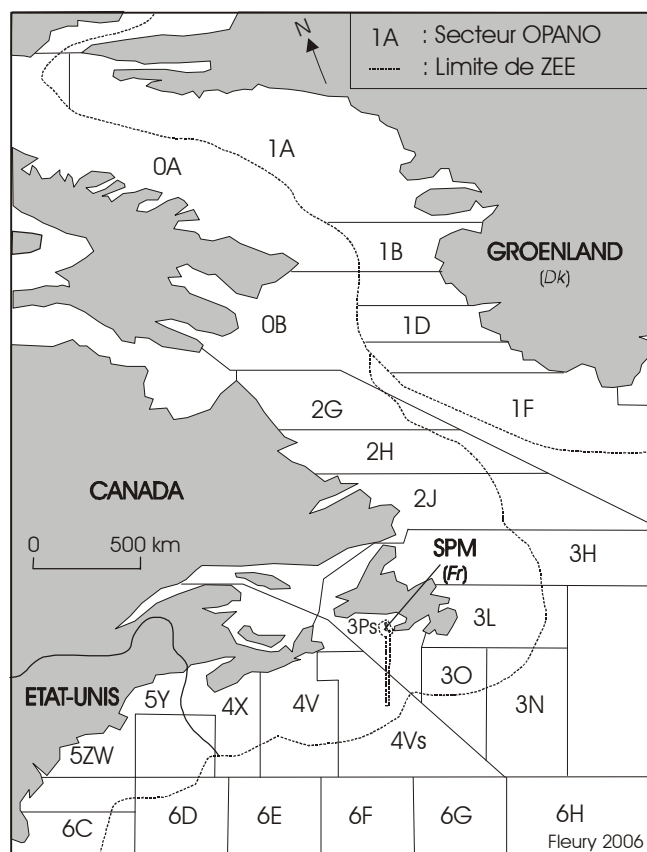 N
1A : Secteur OPANO
: Limite de ZEE
1A
0A
1B
GROENLAND
(Dk)
0B
1D
2G
1F
2H
CANADA
2J
0 500 km
SPM
(Fr)
3H
3Ps
3L
ETAT-UNIS
5Y
4X
4V
3O
3N
4Vs
5ZW
6C
6D
6E
6F
6G
6H
Fleury 2006